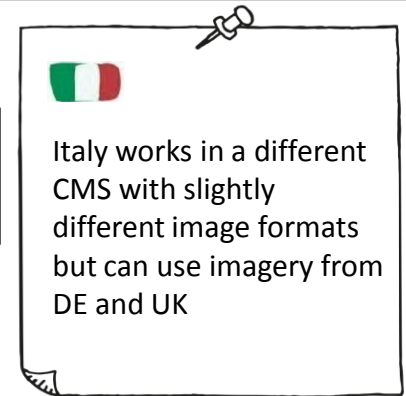 Italy works in a different
CMS with slightly
different image formats
but can use imagery from
DE and UK